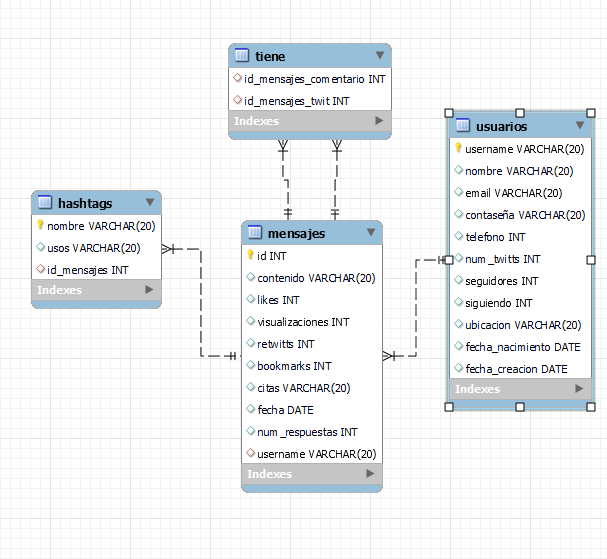 tiene
id_mensajes_comentario INT
id_mensajes_twit INT
Indexes
usuarios
username VARCHAR(20)
nombre VARCHAR(20)
email VARCHAR(20)
contaseña VARCHAR(20)
telefono INT
num_twitts INT
seguidores INT
siguiendo INT
ubicacion VARCHAR(20)
fecha_nacimiento DATE
fecha_creacion DATE
Indexes
hashtags
nombre VARCHAR(20)
usos VARCHAR(20)
id_mensajes INT
Indexes
mensajes
id INT
contenido VARCHAR(20)
likes INT
visualizaciones INT
retwitts INT
bookmarks INT
citas VARCHAR(20)
fecha DATE
num_respuestas INT
username VARCHAR(20)
Indexes